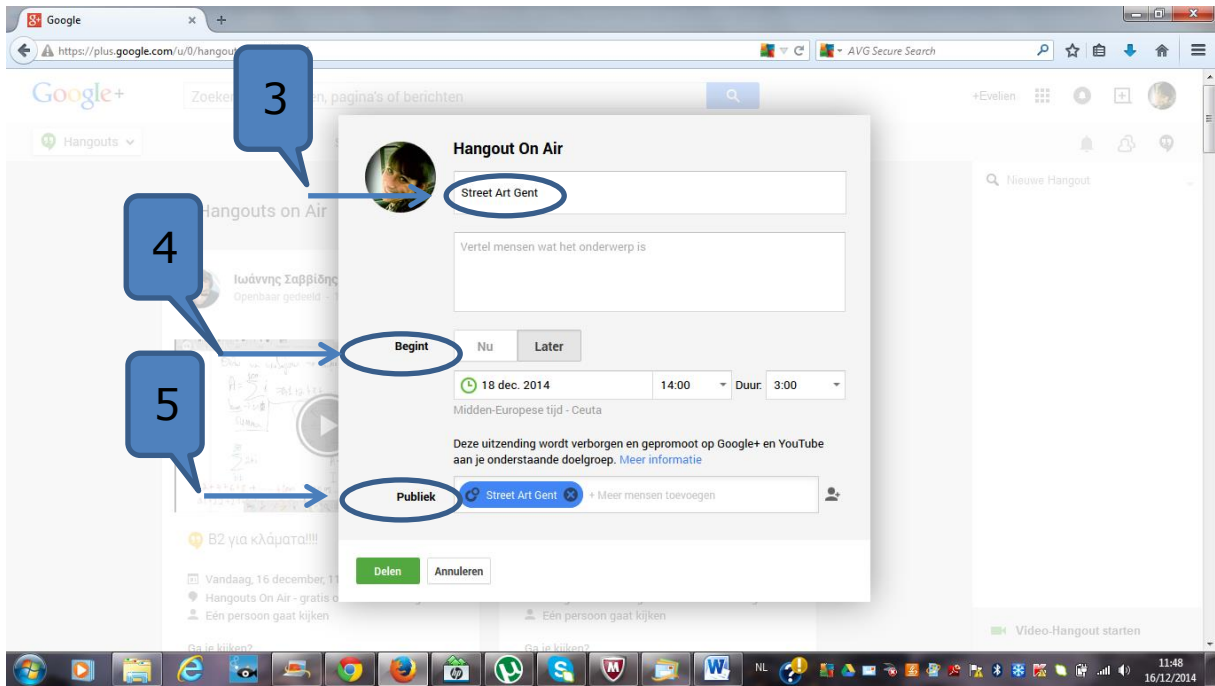 Google
https://plus.google.com/u/0/hangou
AVG Secure Search
Google+
Zoeke
n, pagina's of berichten
+Evelien
3
Hangouts
Hangout On Air
Street Art Gent
Nieuwe Hangout
Hangouts on Air
4
Vertel mensen wat het onderwerp is
Ιωάννης Σαββίδης
Openbaar gedeeld
Begint
Nu
Later
18 dec. 2014
14:00
Duur:
3:00
Midden-Europese tijd - Ceuta
5
Deze uitzending wordt verborgen en gepromoot op Google+ en YouTube
aan je onderstaande doelgroep. Meer informatie
Publiek
Street Art Gent
+ Meer mensen toevoegen
B2 για κλάματα!!!!
Delen
Annuleren
Vandaag, 16 december, 11
Hangouts On Air - gratis
Eén persoon gaat kijken
Eén persoon gaat kijken
Ga je kijken?
Ga je kijken?
Video-Hangout starten
NL
11:48
16/12/2014